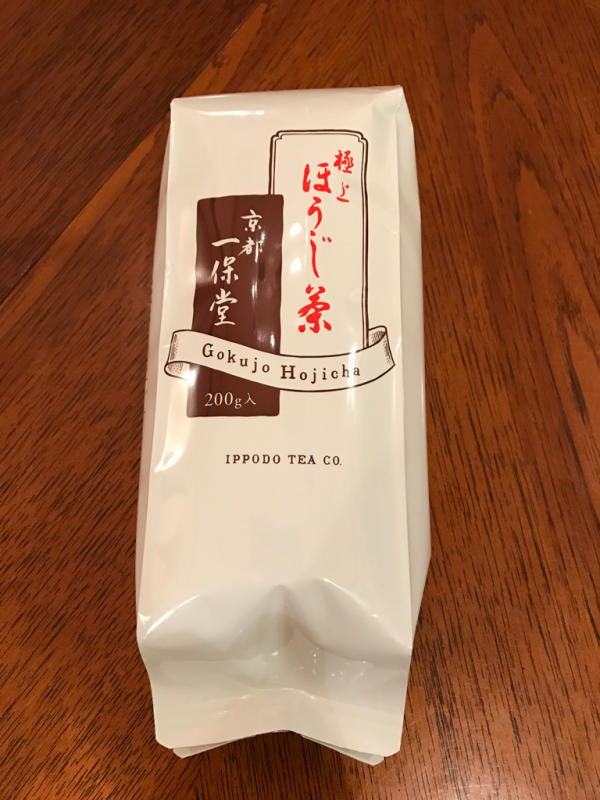 極上
ほうじ茶
京都
一保堂
Gokujo Hojicha
200g入
IPPODO TEA CO.